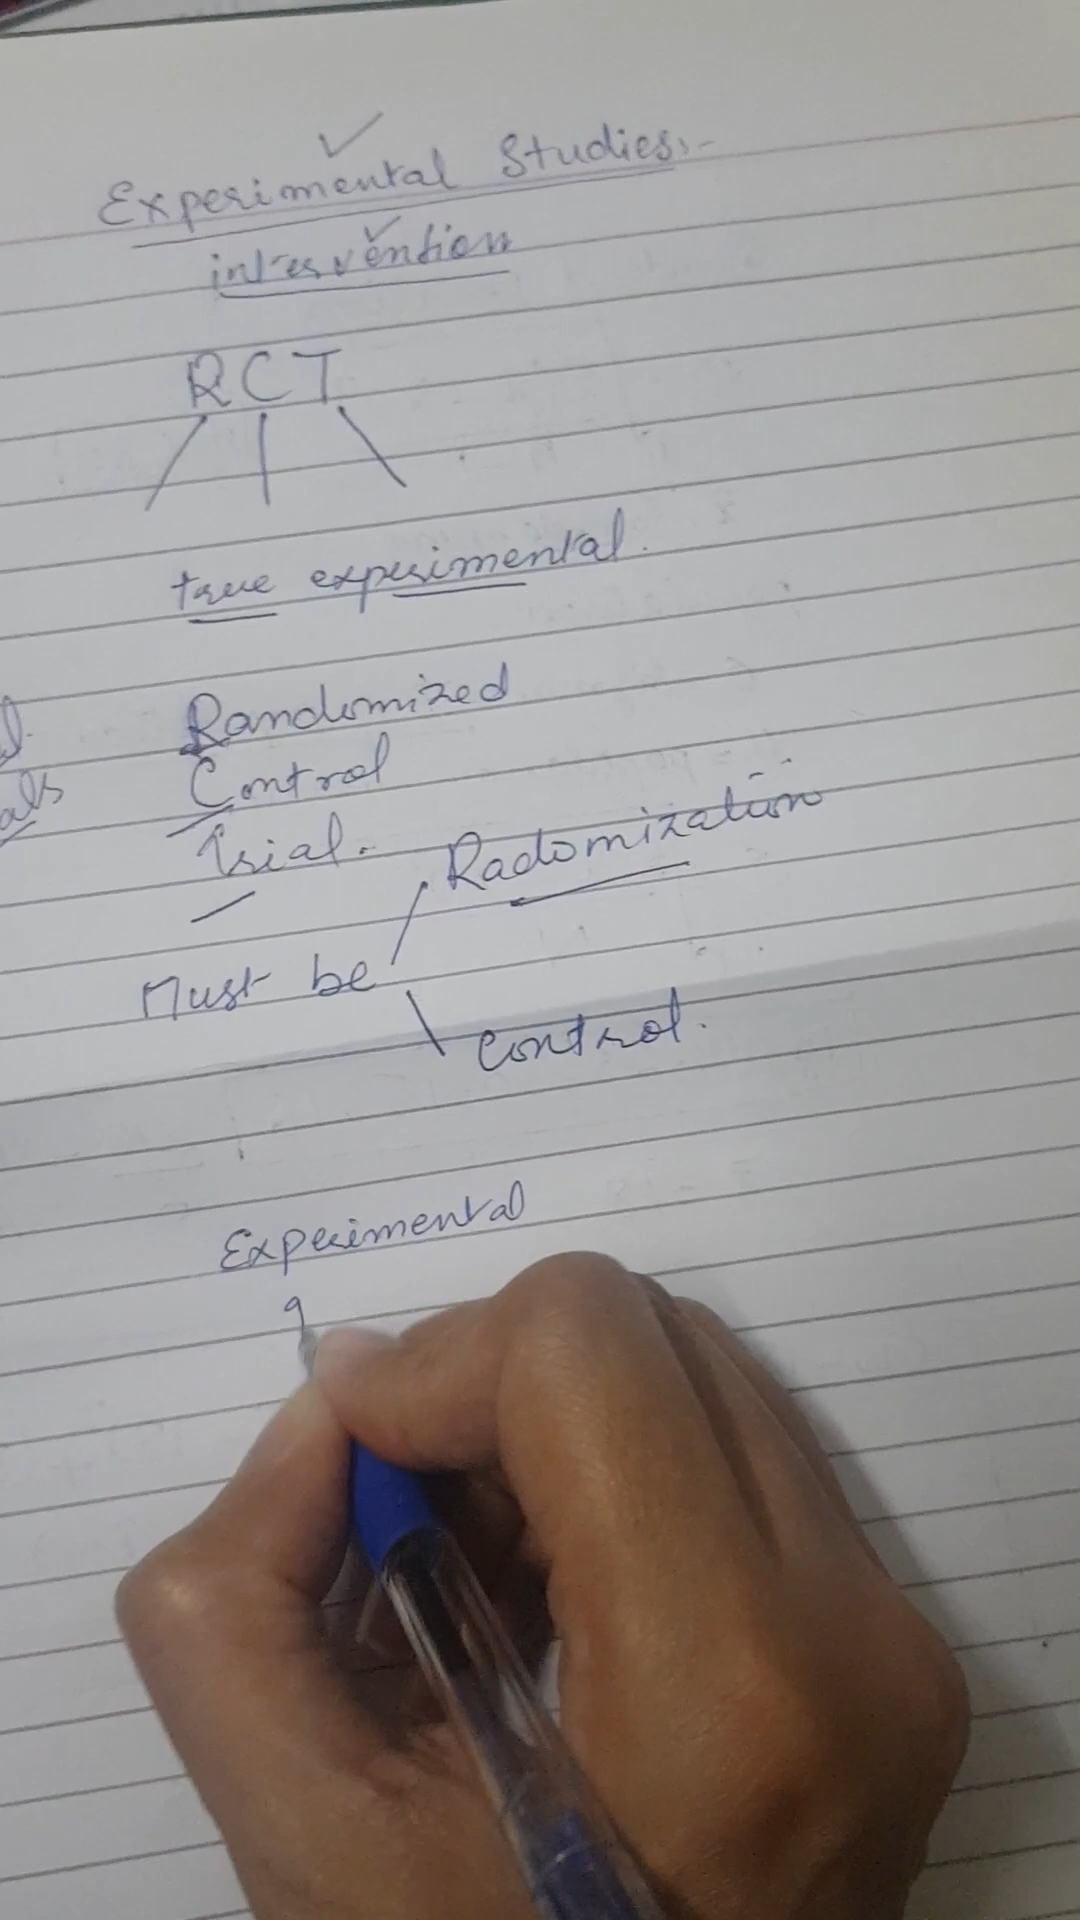 Experimental Studies:-
intervention
RCT
true experimental.
Randomized
Control
Trial.
Radomization
Must be
Control.
Experimental